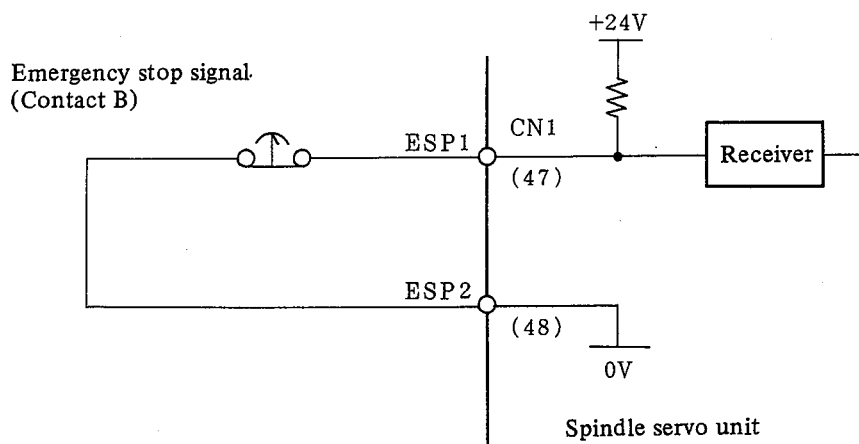 +24V
Emergency stop signal
(Contact B)
ESP1
CN1
(47)
Receiver
ESP2
(48)
0V
Spindle servo unit